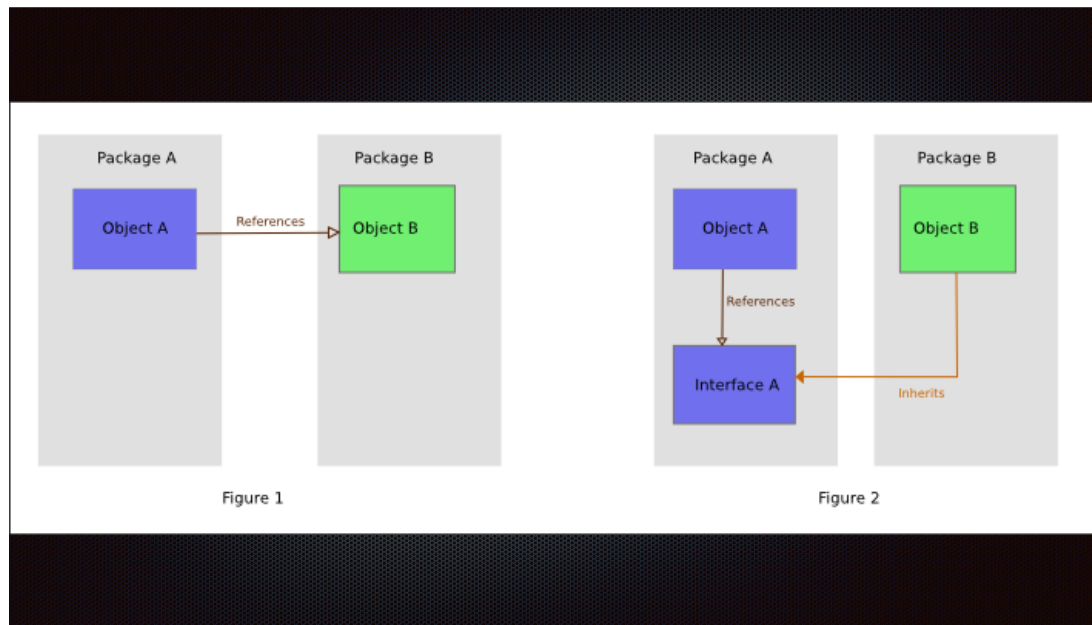 Package A
Package B
Object A
References
Object B
Figure 1
Package A
Package B
Object A
Object B
References
Interface A
Inherits
Figure 2